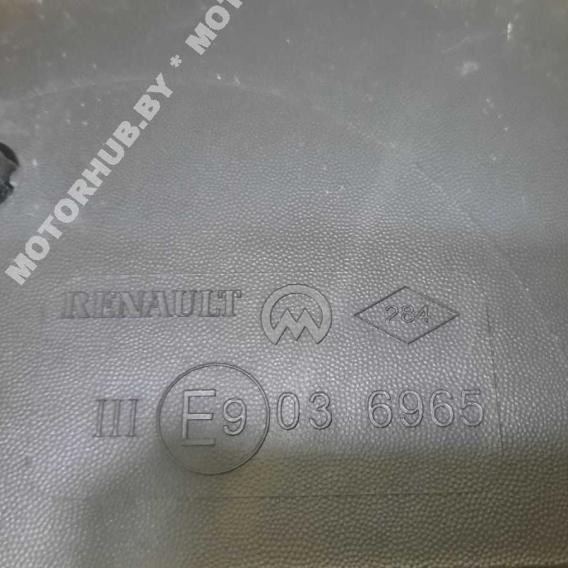 MOTORHUB.BY * MOT
RENAULT 284
III E9 03 6965